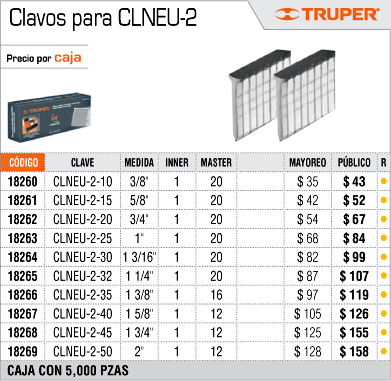 Clavos para CLNEU-2
TRUPER®
Precio por caja
TRUPER
CÓDIGO CLAVE MEDIDA INNER MASTER MAYOREO PÚBLICO R
18260 CLNEU-2-10 3/8" 1 20 $ 35 $ 43
18261 CLNEU-2-15 5/8" 1 20 $ 42 $ 52
18262 CLNEU-2-20 3/4" 1 20 $ 54 $ 67
18263 CLNEU-2-25 1" 1 20 $ 68 $ 84
18264 CLNEU-2-30 1 3/16" 1 20 $ 82 $ 99
18265 CLNEU-2-32 1 1/4" 1 20 $ 87 $ 107
18266 CLNEU-2-35 1 3/8" 1 16 $ 97 $ 119
18267 CLNEU-2-40 1 5/8" 1 12 $ 105 $ 126
18268 CLNEU-2-45 1 3/4" 1 12 $ 125 $ 155
18269 CLNEU-2-50 2" 1 12 $ 128 $ 158
CAJA CON 5,000 PZAS